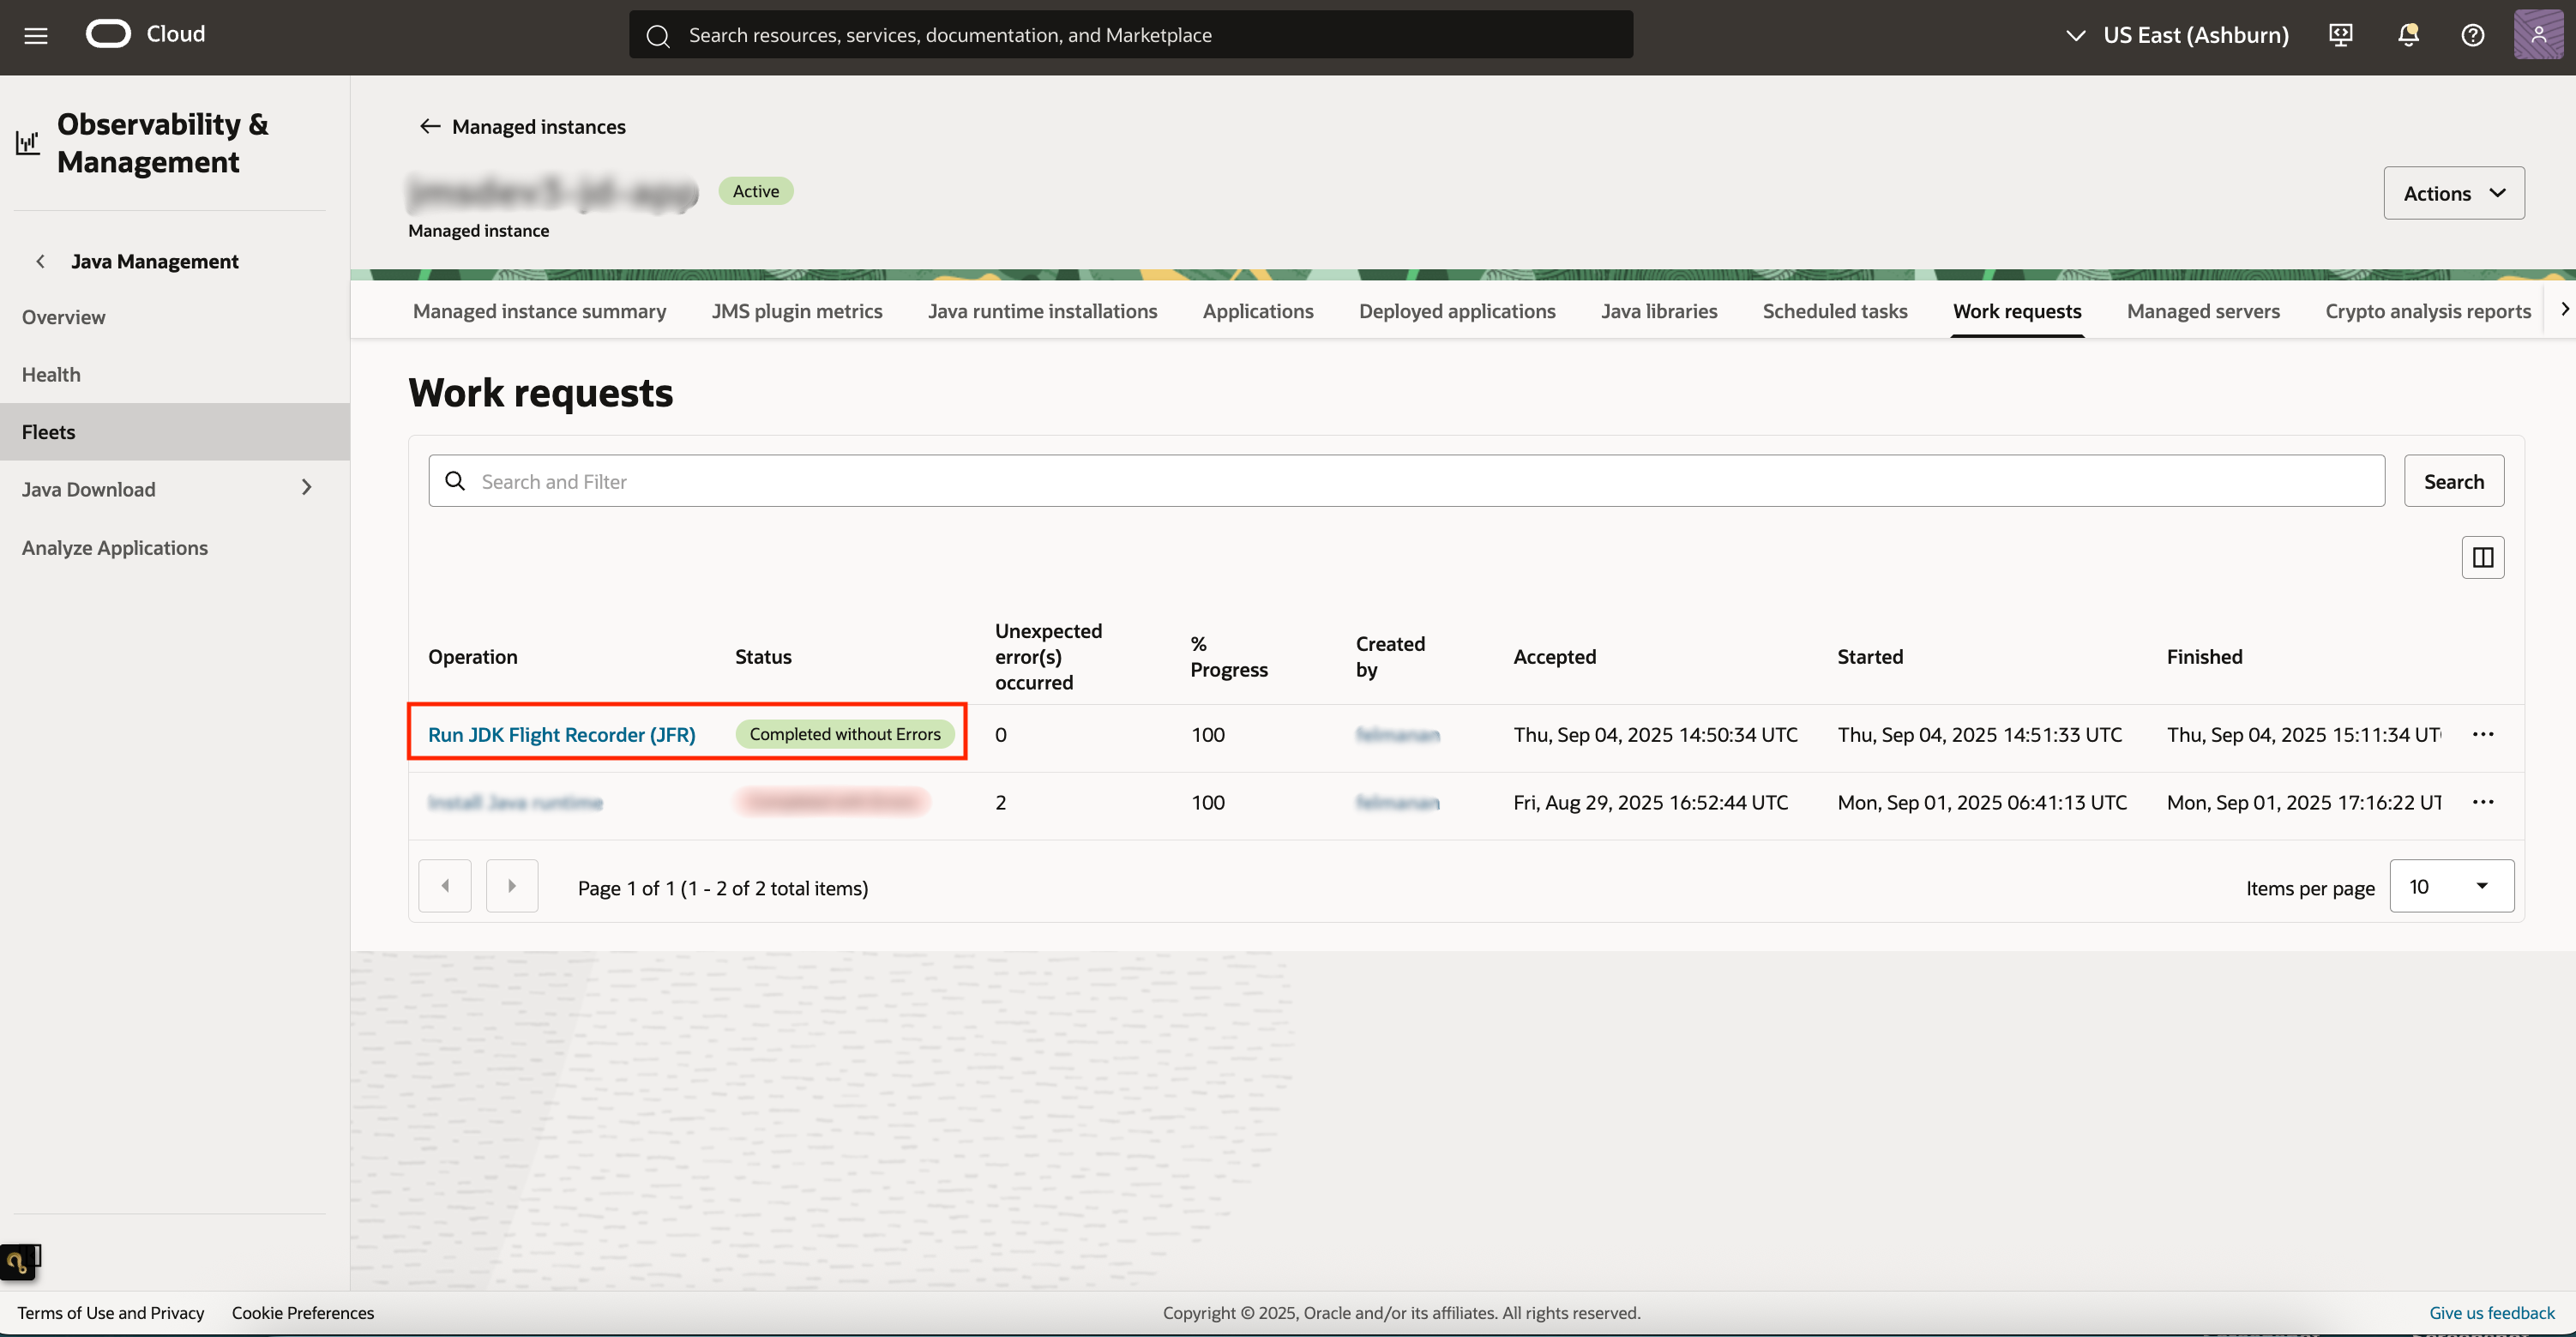 Cloud
Search resources, services, documentation, and Marketplace
US East (Ashburn)
Observability &
Management
Java Management
Overview
Health
Fleets
Java Download
Analyze Applications
Managed instances
Active
Managed instance
Actions
Managed instance summary JMS plugin metrics Java runtime installations Applications Deployed applications Java libraries Scheduled tasks Work requests Managed servers Crypto analysis reports
Work requests
Search and Filter
Search
Operation Status Unexpected error(s) occurred % Progress Created by Accepted Started Finished
Run JDK Flight Recorder (JFR) Completed without Errors 0 100 Thu, Sep 04, 2025 14:50:34 UTC Thu, Sep 04, 2025 14:51:33 UTC Thu, Sep 04, 2025 15:11:34 UT
2 100 Fri, Aug 29, 2025 16:52:44 UTC Mon, Sep 01, 2025 06:41:13 UTC Mon, Sep 01, 2025 17:16:22 UT
Page 1 of 1 (1 - 2 of 2 total items)
Items per page 10
Terms of Use and Privacy Cookie Preferences
Copyright © 2025, Oracle and/or its affiliates. All rights reserved.
Give us feedback